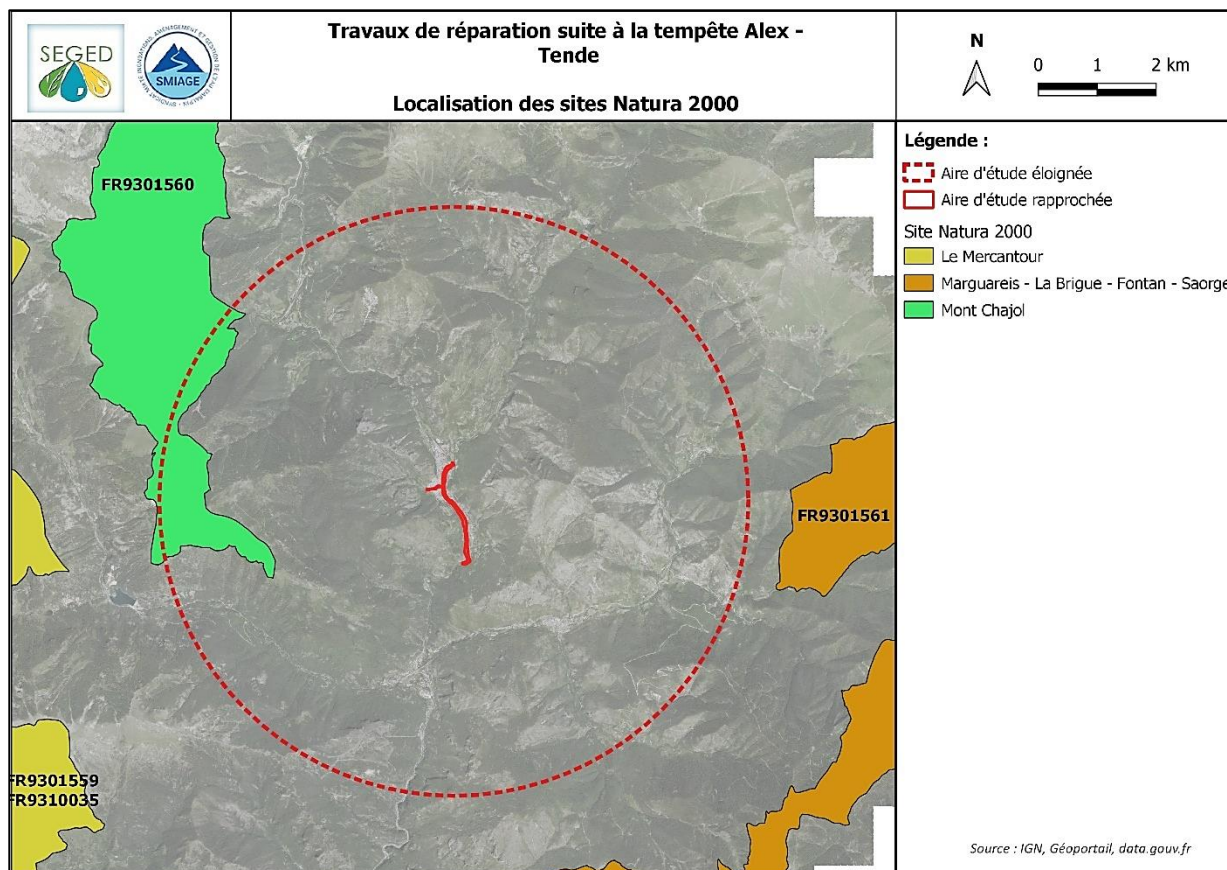 SEGED
SMIAGE
Travaux de réparation suite à la tempête Alex -
Tende
Localisation des sites Natura 2000
N
0 1 2 km
Légende :
Aire d'étude éloignée
Aire d'étude rapprochée
Site Natura 2000
Le Mercantour
Marguareis - La Brigue - Fontan - Saorge
Mont Chajol
FR9301560
FR9301561
FR9301559
FR9310035
Source : IGN, Géoportail, data.gouv.fr